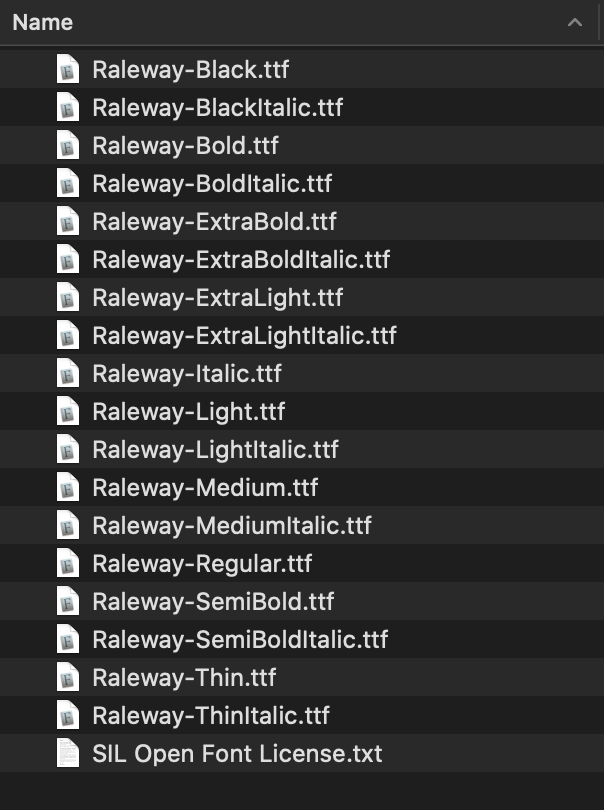 Name
Raleway-Black.ttf
Raleway-BlackItalic.ttf
Raleway-Bold.ttf
Raleway-BoldItalic.ttf
Raleway-ExtraBold.ttf
Raleway-ExtraBoldItalic.ttf
Raleway-ExtraLight.ttf
Raleway-ExtraLightItalic.ttf
Raleway-Italic.ttf
Raleway-Light.ttf
Raleway-LightItalic.ttf
Raleway-Medium.ttf
Raleway-MediumItalic.ttf
Raleway-Regular.ttf
Raleway-SemiBold.ttf
Raleway-SemiBoldItalic.ttf
Raleway-Thin.ttf
Raleway-ThinItalic.ttf
SIL Open Font License.txt